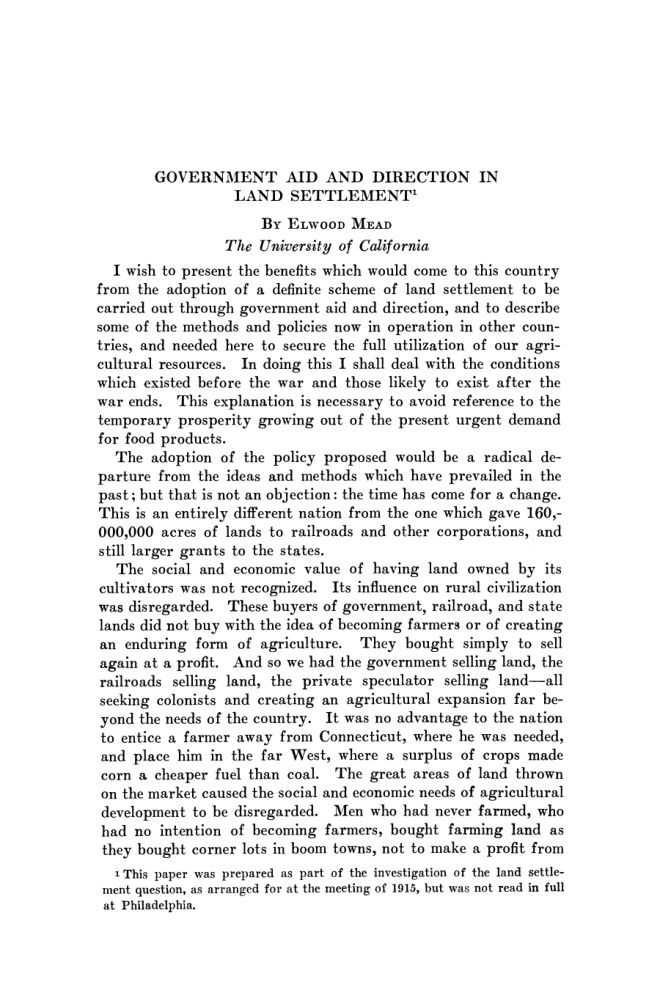 GOVERNMENT AID AND DIRECTION IN
LAND SETTLEMENT¹
By Elwood Mead
The University of California
I wish to present the benefits which would come to this country
from the adoption of a definite scheme of land settlement to be
carried out through government aid and direction, and to describe
some of the methods and policies now in operation in other coun-
tries, and needed here to secure the full utilization of our agri-
cultural resources. In doing this I shall deal with the conditions
which existed before the war and those likely to exist after the
war ends. This explanation is necessary to avoid reference to the
temporary prosperity growing out of the present urgent demand
for food products.
The adoption of the policy proposed would be a radical de-
parture from the ideas and methods which have prevailed in the
past; but that is not an objection: the time has come for a change.
This is an entirely different nation from the one which gave 160,-
000,000 acres of lands to railroads and other corporations, and
still larger grants to the states.
The social and economic value of having land owned by its
cultivators was not recognized. Its influence on rural civilization
was disregarded. These buyers of government, railroad, and state
lands did not buy with the idea of becoming farmers or of creating
an enduring form of agriculture. They bought simply to sell
again at a profit. And so we had the government selling land, the
railroads selling land, the private speculator selling land—all
seeking colonists and creating an agricultural expansion far be-
yond the needs of the country. It was no advantage to the nation
to entice a farmer away from Connecticut, where he was needed,
and place him in the far West, where a surplus of crops made
corn a cheaper fuel than coal. The great areas of land thrown
on the market caused the social and economic needs of agricultural
development to be disregarded. Men who had never farmed, who
had no intention of becoming farmers, bought farming land as
they bought corner lots in boom towns, not to make a profit from
¹ This paper was prepared as part of the investigation of the land settle-
ment question, as arranged for at the meeting of 1915, but was not read in full
at Philadelphia.